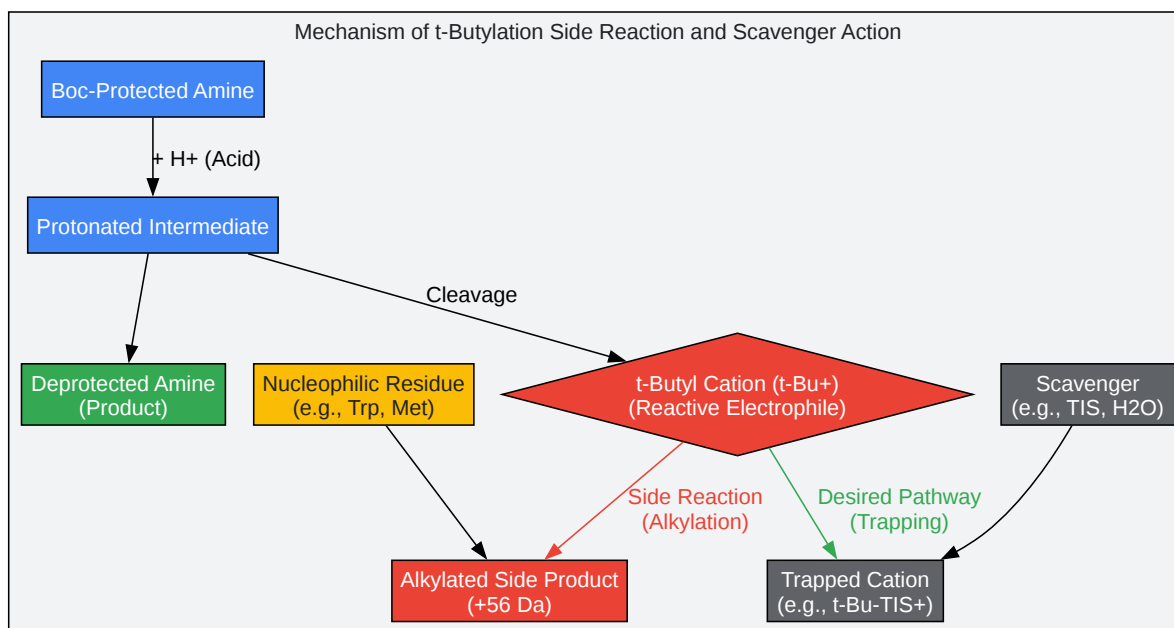 Mechanism of t-Butylation Side Reaction and Scavenger Action
Boc-Protected Amine
+ H+ (Acid)
Protonated Intermediate
Cleavage
Deprotected Amine
(Product)
Nucleophilic Residue
(e.g., Trp, Met)
t-Butyl Cation (t-Bu+)
(Reactive Electrophile)
Scavenger
(e.g., TIS, H2O)
Side Reaction
(Alkylation)
Desired Pathway
(Trapping)
Alkylated Side Product
(+56 Da)
Trapped Cation
(e.g., t-Bu-TIS+)